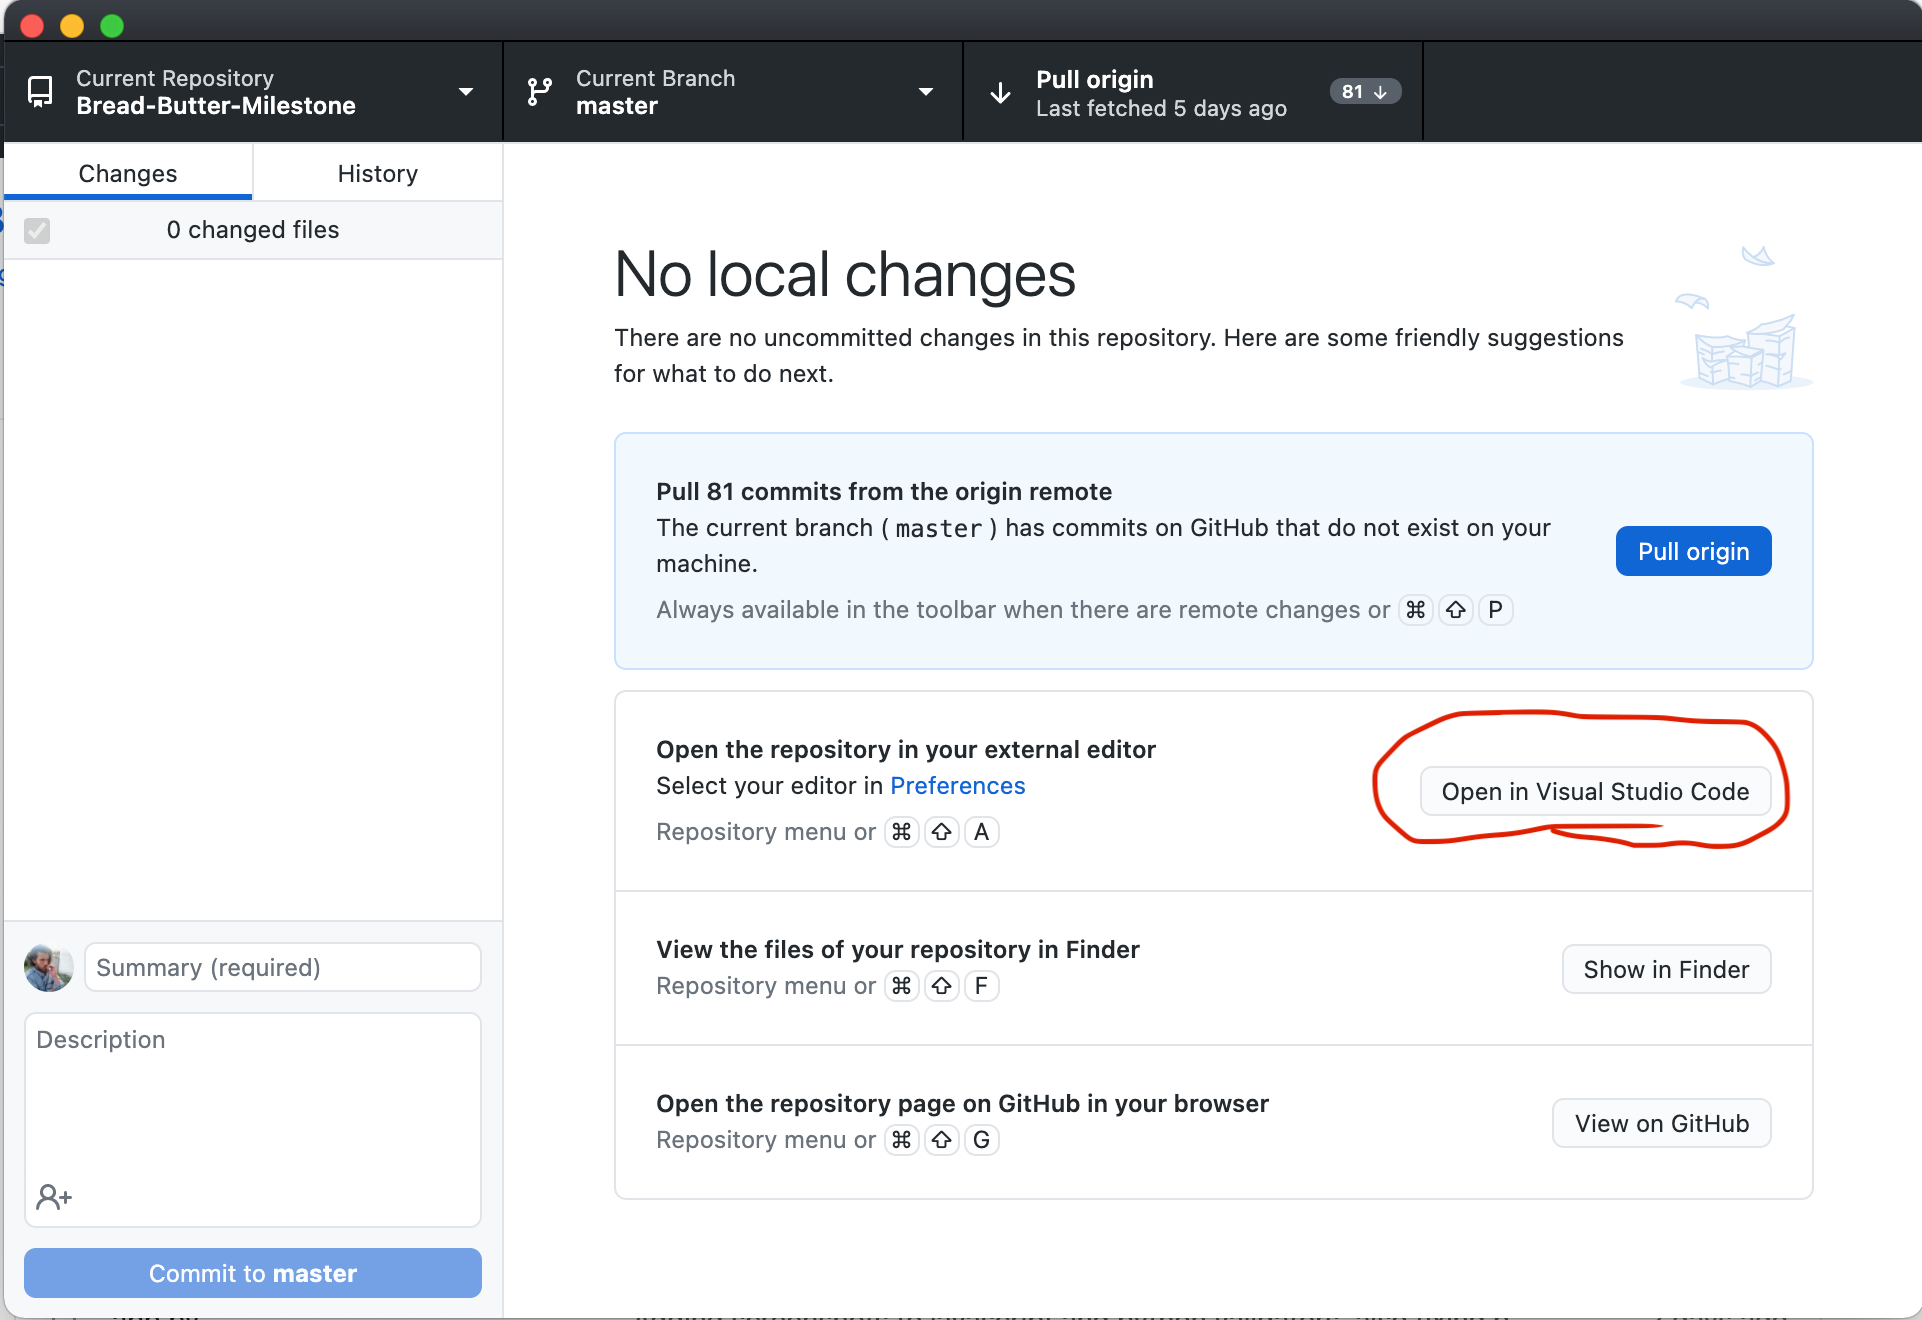 Current Repository
Bread-Butter-Milestone
Current Branch
master
Pull origin
Last fetched 5 days ago
81 ↓
Changes
History
0 changed files
No local changes
There are no uncommitted changes in this repository. Here are some friendly suggestions
for what to do next.
Pull 81 commits from the origin remote
The current branch ( master ) has commits on GitHub that do not exist on your
machine.
Always available in the toolbar when there are remote changes or ⌘ ⇧ P
Pull origin
Open the repository in your external editor
Select your editor in Preferences
Repository menu or ⌘ ⇧ A
Open in Visual Studio Code
View the files of your repository in Finder
Repository menu or ⌘ ⇧ F
Show in Finder
Open the repository page on GitHub in your browser
Repository menu or ⌘ ⇧ G
View on GitHub
Summary (required)
Description
Commit to master